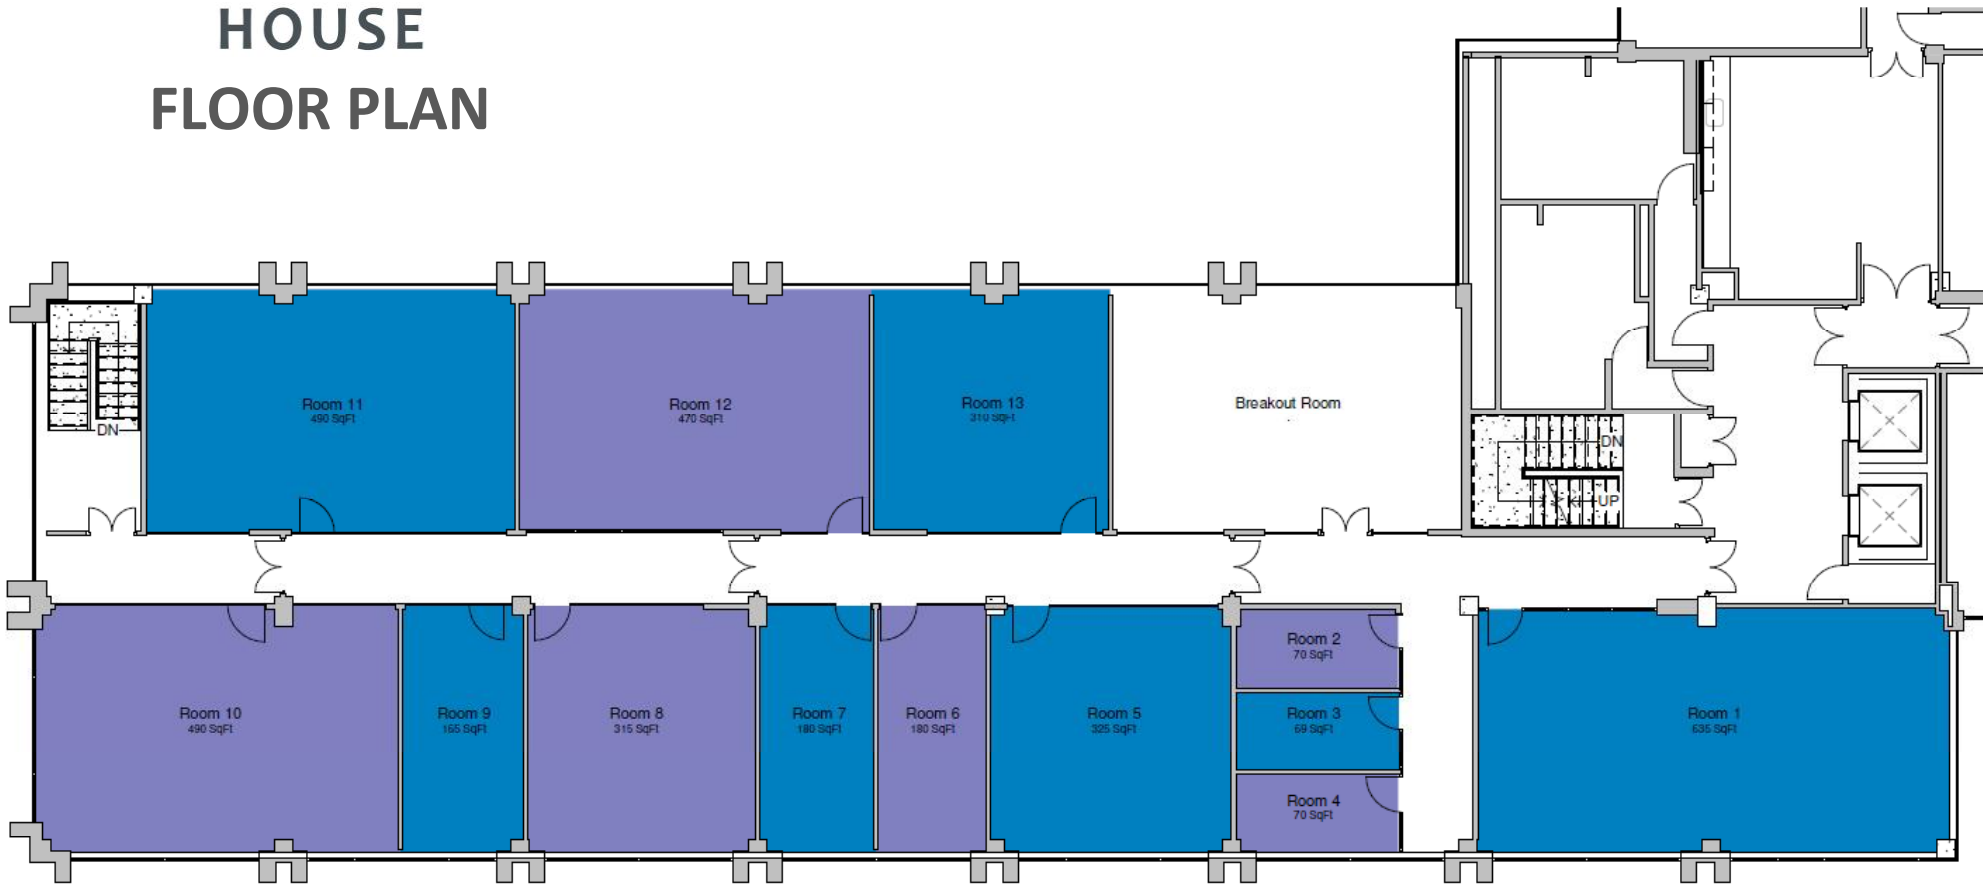 HOUSE
FLOOR PLAN
Room 11
490 SqFt
Room 12
470 SqFt
Room 13
310 SqFt
Breakout Room
DN
DN
UP
Room 10
490 SqFt
Room 9
165 SqFt
Room 8
315 SqFt
Room 7
180 SqFt
Room 6
180 SqFt
Room 5
325 SqFt
Room 2
70 SqFt
Room 3
69 SqFt
Room 4
70 SqFt
Room 1
635 SqFt